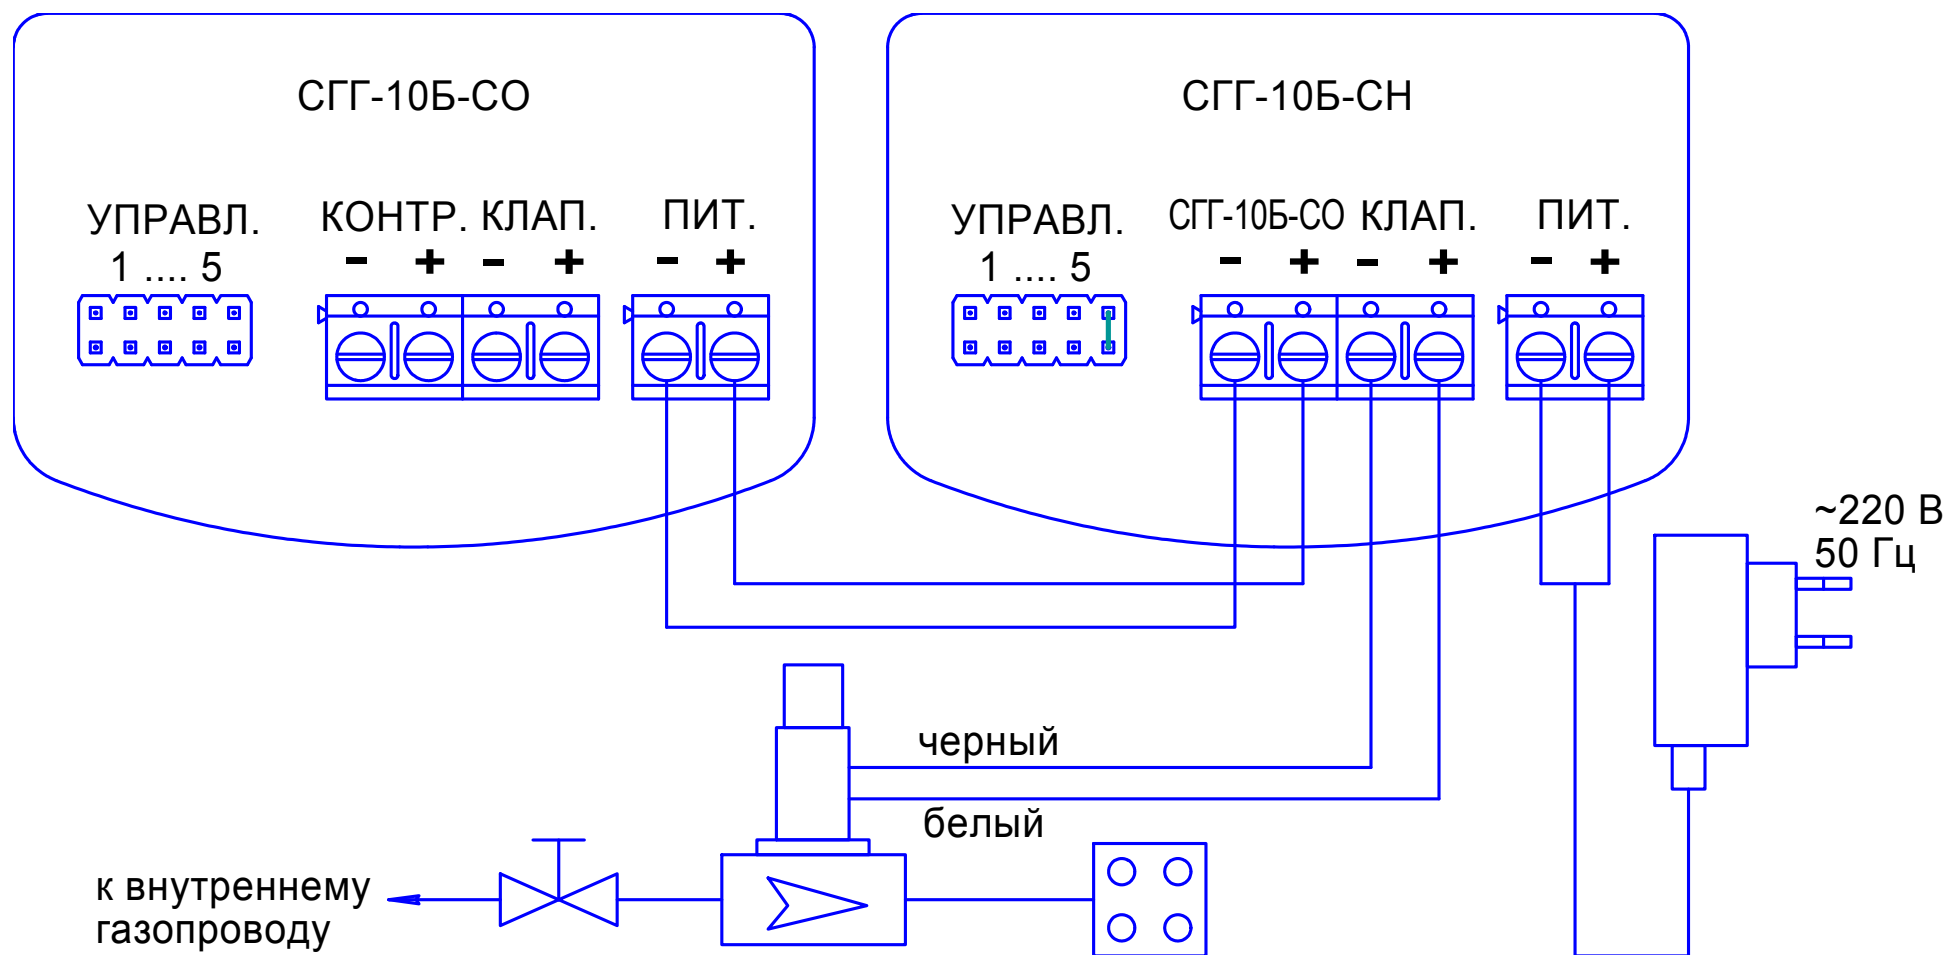 СГГ-10Б-СО
СГГ-10Б-СН
УПРАВЛ. КОНТР. КЛАП. ПИТ.
УПРАВЛ. СГГ-10Б-СО КЛАП. ПИТ.
1 .... 5 - + - + - +
1 .... 5 - + - + - +
~220 В
50 Гц
черный
белый
к внутреннему
газопроводу